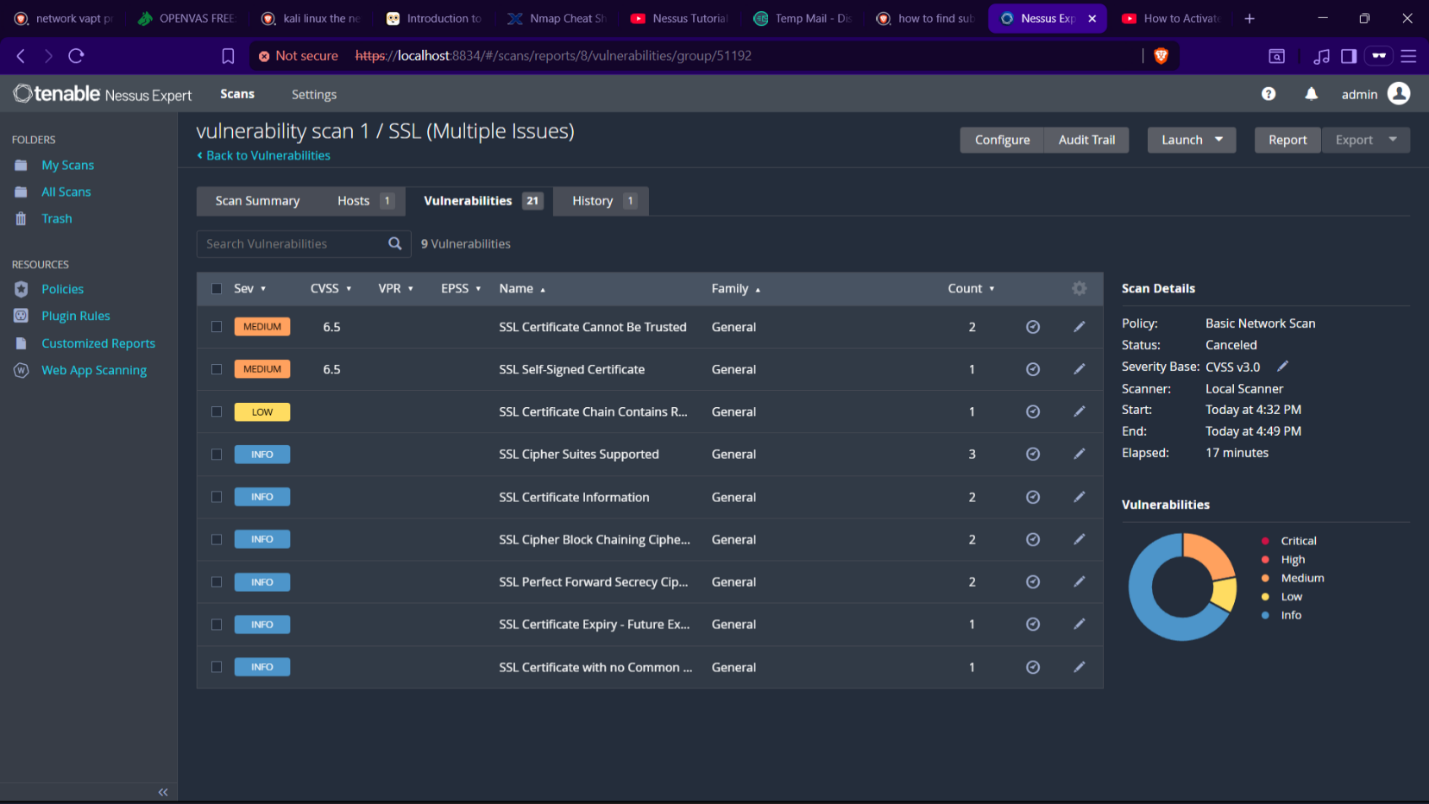 network vapt pr
OPENVAS FREE
kali linux the ne
Introduction to
Nmap Cheat Sh
Nessus Tutorial
Temp Mail - Dis
how to find sub
Nessus Exp
How to Activate
Not secure https://localhost:8834/#/scans/reports/8/vulnerabilities/group/51192
tenable Nessus Expert
Scans
Settings
admin
FOLDERS
My Scans
All Scans
Trash
RESOURCES
Policies
Plugin Rules
Customized Reports
Web App Scanning
vulnerability scan 1 / SSL (Multiple Issues)
Back to Vulnerabilities
Configure
Audit Trail
Launch
Report
Export
Scan Summary
Hosts 1
Vulnerabilities 21
History 1
Search Vulnerabilities
9 Vulnerabilities
Sev CVSS VPR EPSS Name Family Count
MEDIUM 6.5 SSL Certificate Cannot Be Trusted General 2
MEDIUM 6.5 SSL Self-Signed Certificate General 1
LOW SSL Certificate Chain Contains R... General 1
INFO SSL Cipher Suites Supported General 3
INFO SSL Certificate Information General 2
INFO SSL Cipher Block Chaining Ciphe... General 2
INFO SSL Perfect Forward Secrecy Cip... General 2
INFO SSL Certificate Expiry - Future Ex... General 1
INFO SSL Certificate with no Common ... General 1
Scan Details
Policy: Basic Network Scan
Status: Canceled
Severity Base: CVSS v3.0
Scanner: Local Scanner
Start: Today at 4:32 PM
End: Today at 4:49 PM
Elapsed: 17 minutes
Vulnerabilities
Critical
High
Medium
Low
Info